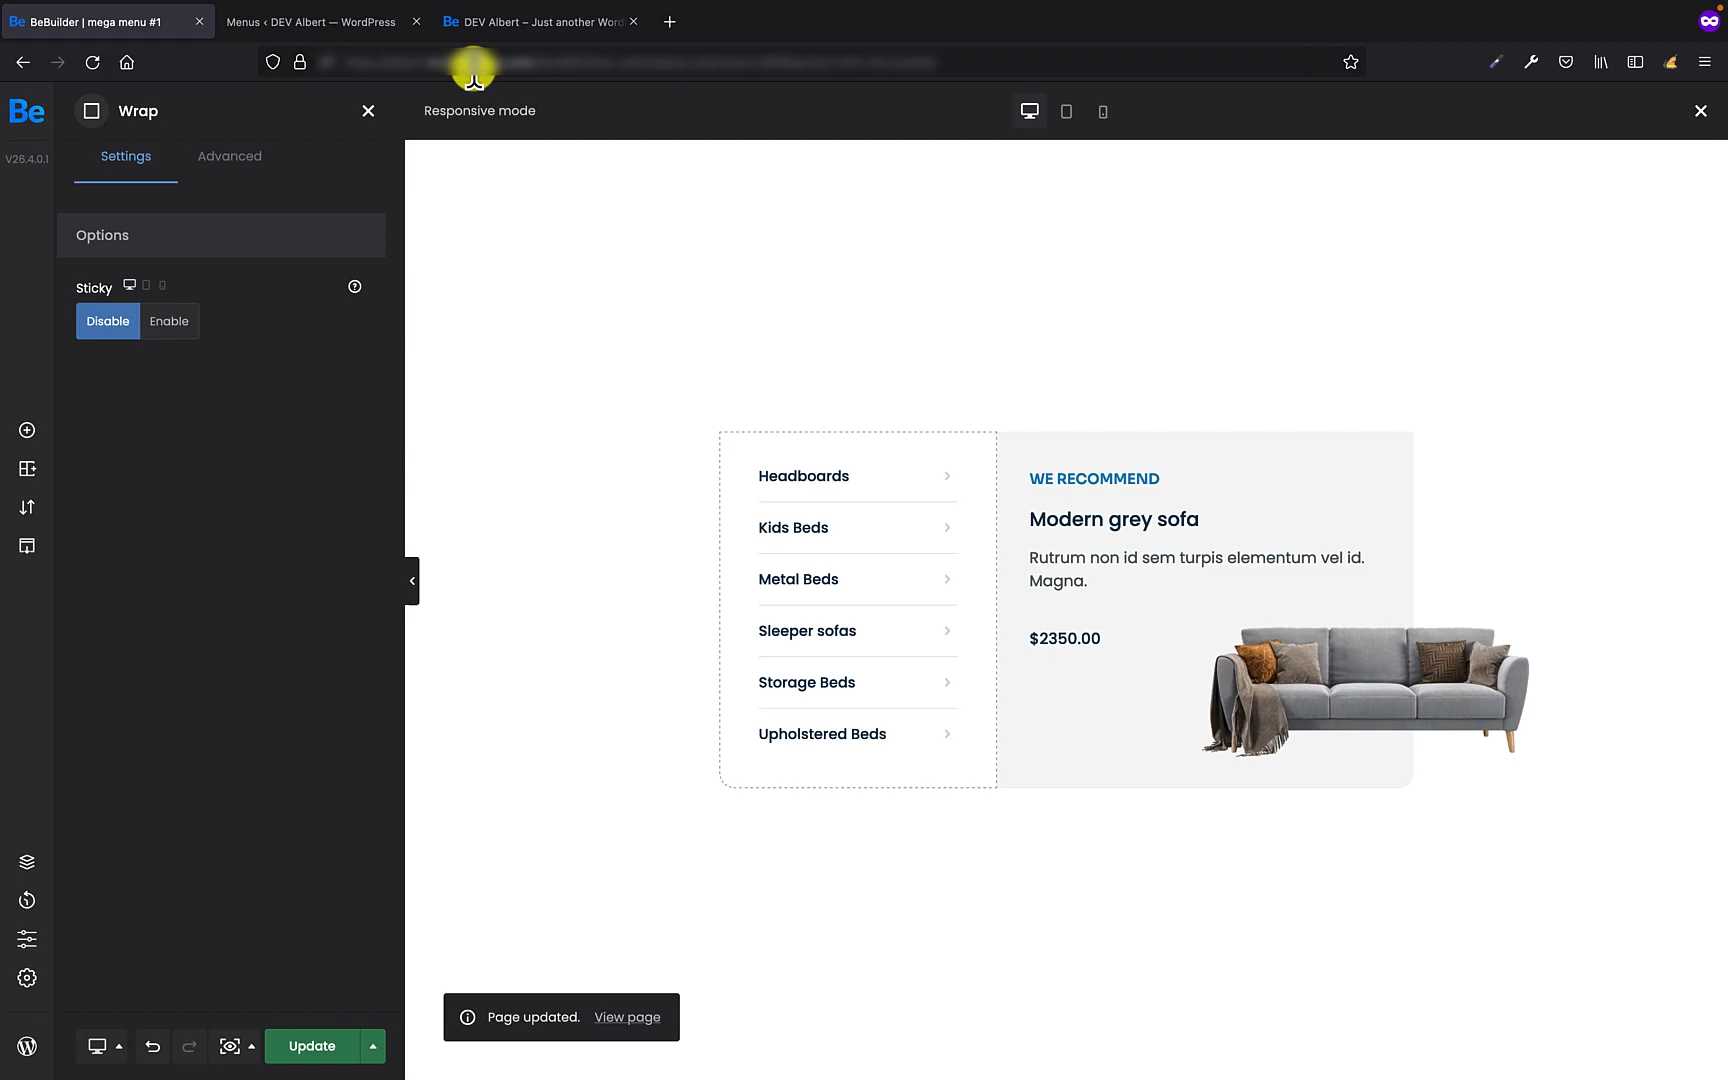 Be BeBuilder | mega menu #1
Menus ‹ DEV Albert — WordPress
Be DEV Albert – Just another Word
Be
V26.4.0.1
Wrap
Responsive mode
Settings
Advanced
Options
Sticky
Disable
Enable
Headboards
Kids Beds
Metal Beds
Sleeper sofas
Storage Beds
Upholstered Beds
WE RECOMMEND
Modern grey sofa
Rutrum non id sem turpis elementum vel id.
Magna.
$2350.00
Page updated. View page
Update